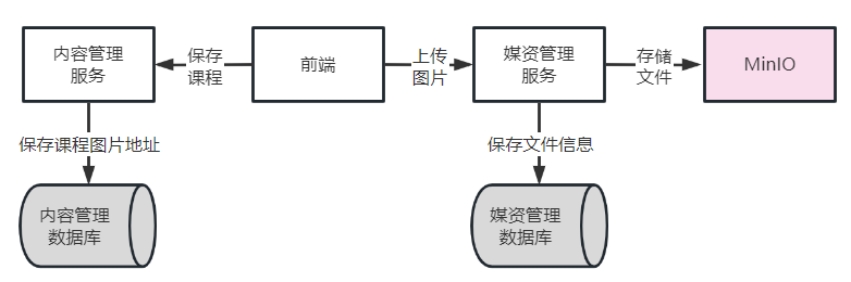 内容管理
服务
保存
课程
前端
上传
图片
媒资管理
服务
存储
文件
MinIO
保存课程图片地址
保存文件信息
内容管理
数据库
媒资管理
数据库